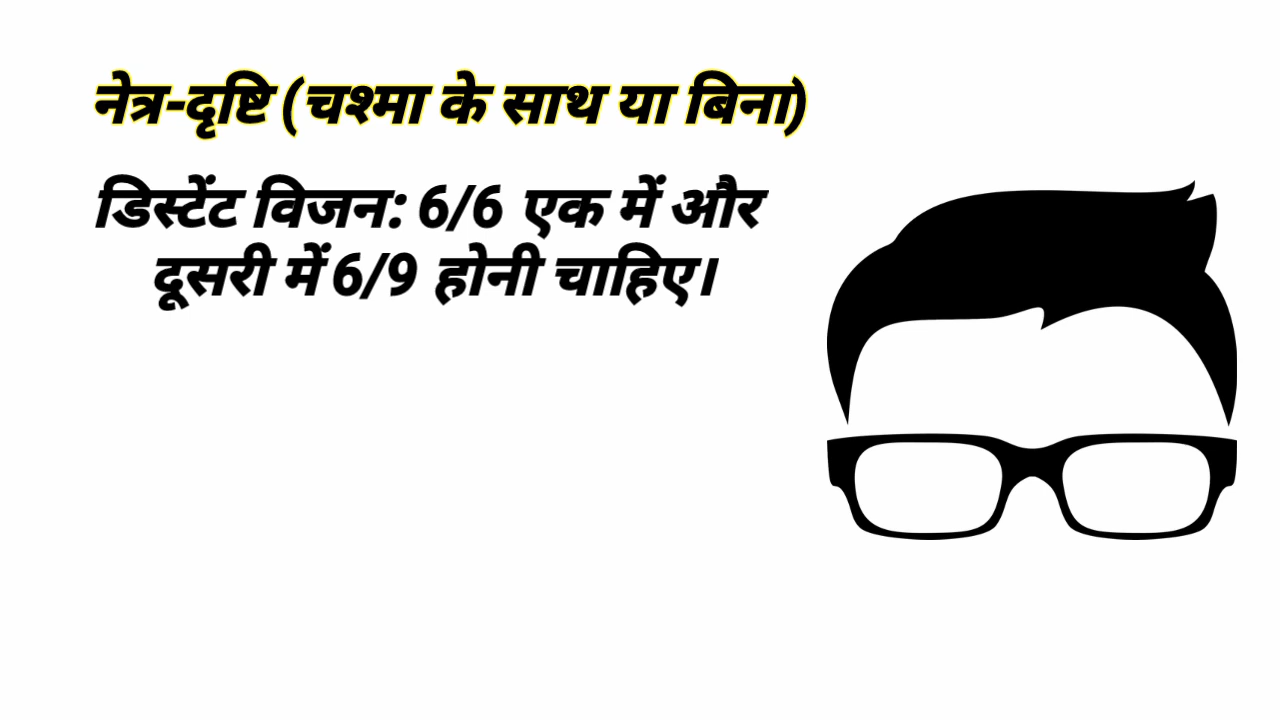 नेत्र-दृष्टि (चश्मा के साथ या बिना)
डिस्टेंट विजन: 6/6 एक में और
दूसरी में 6/9 होनी चाहिए।